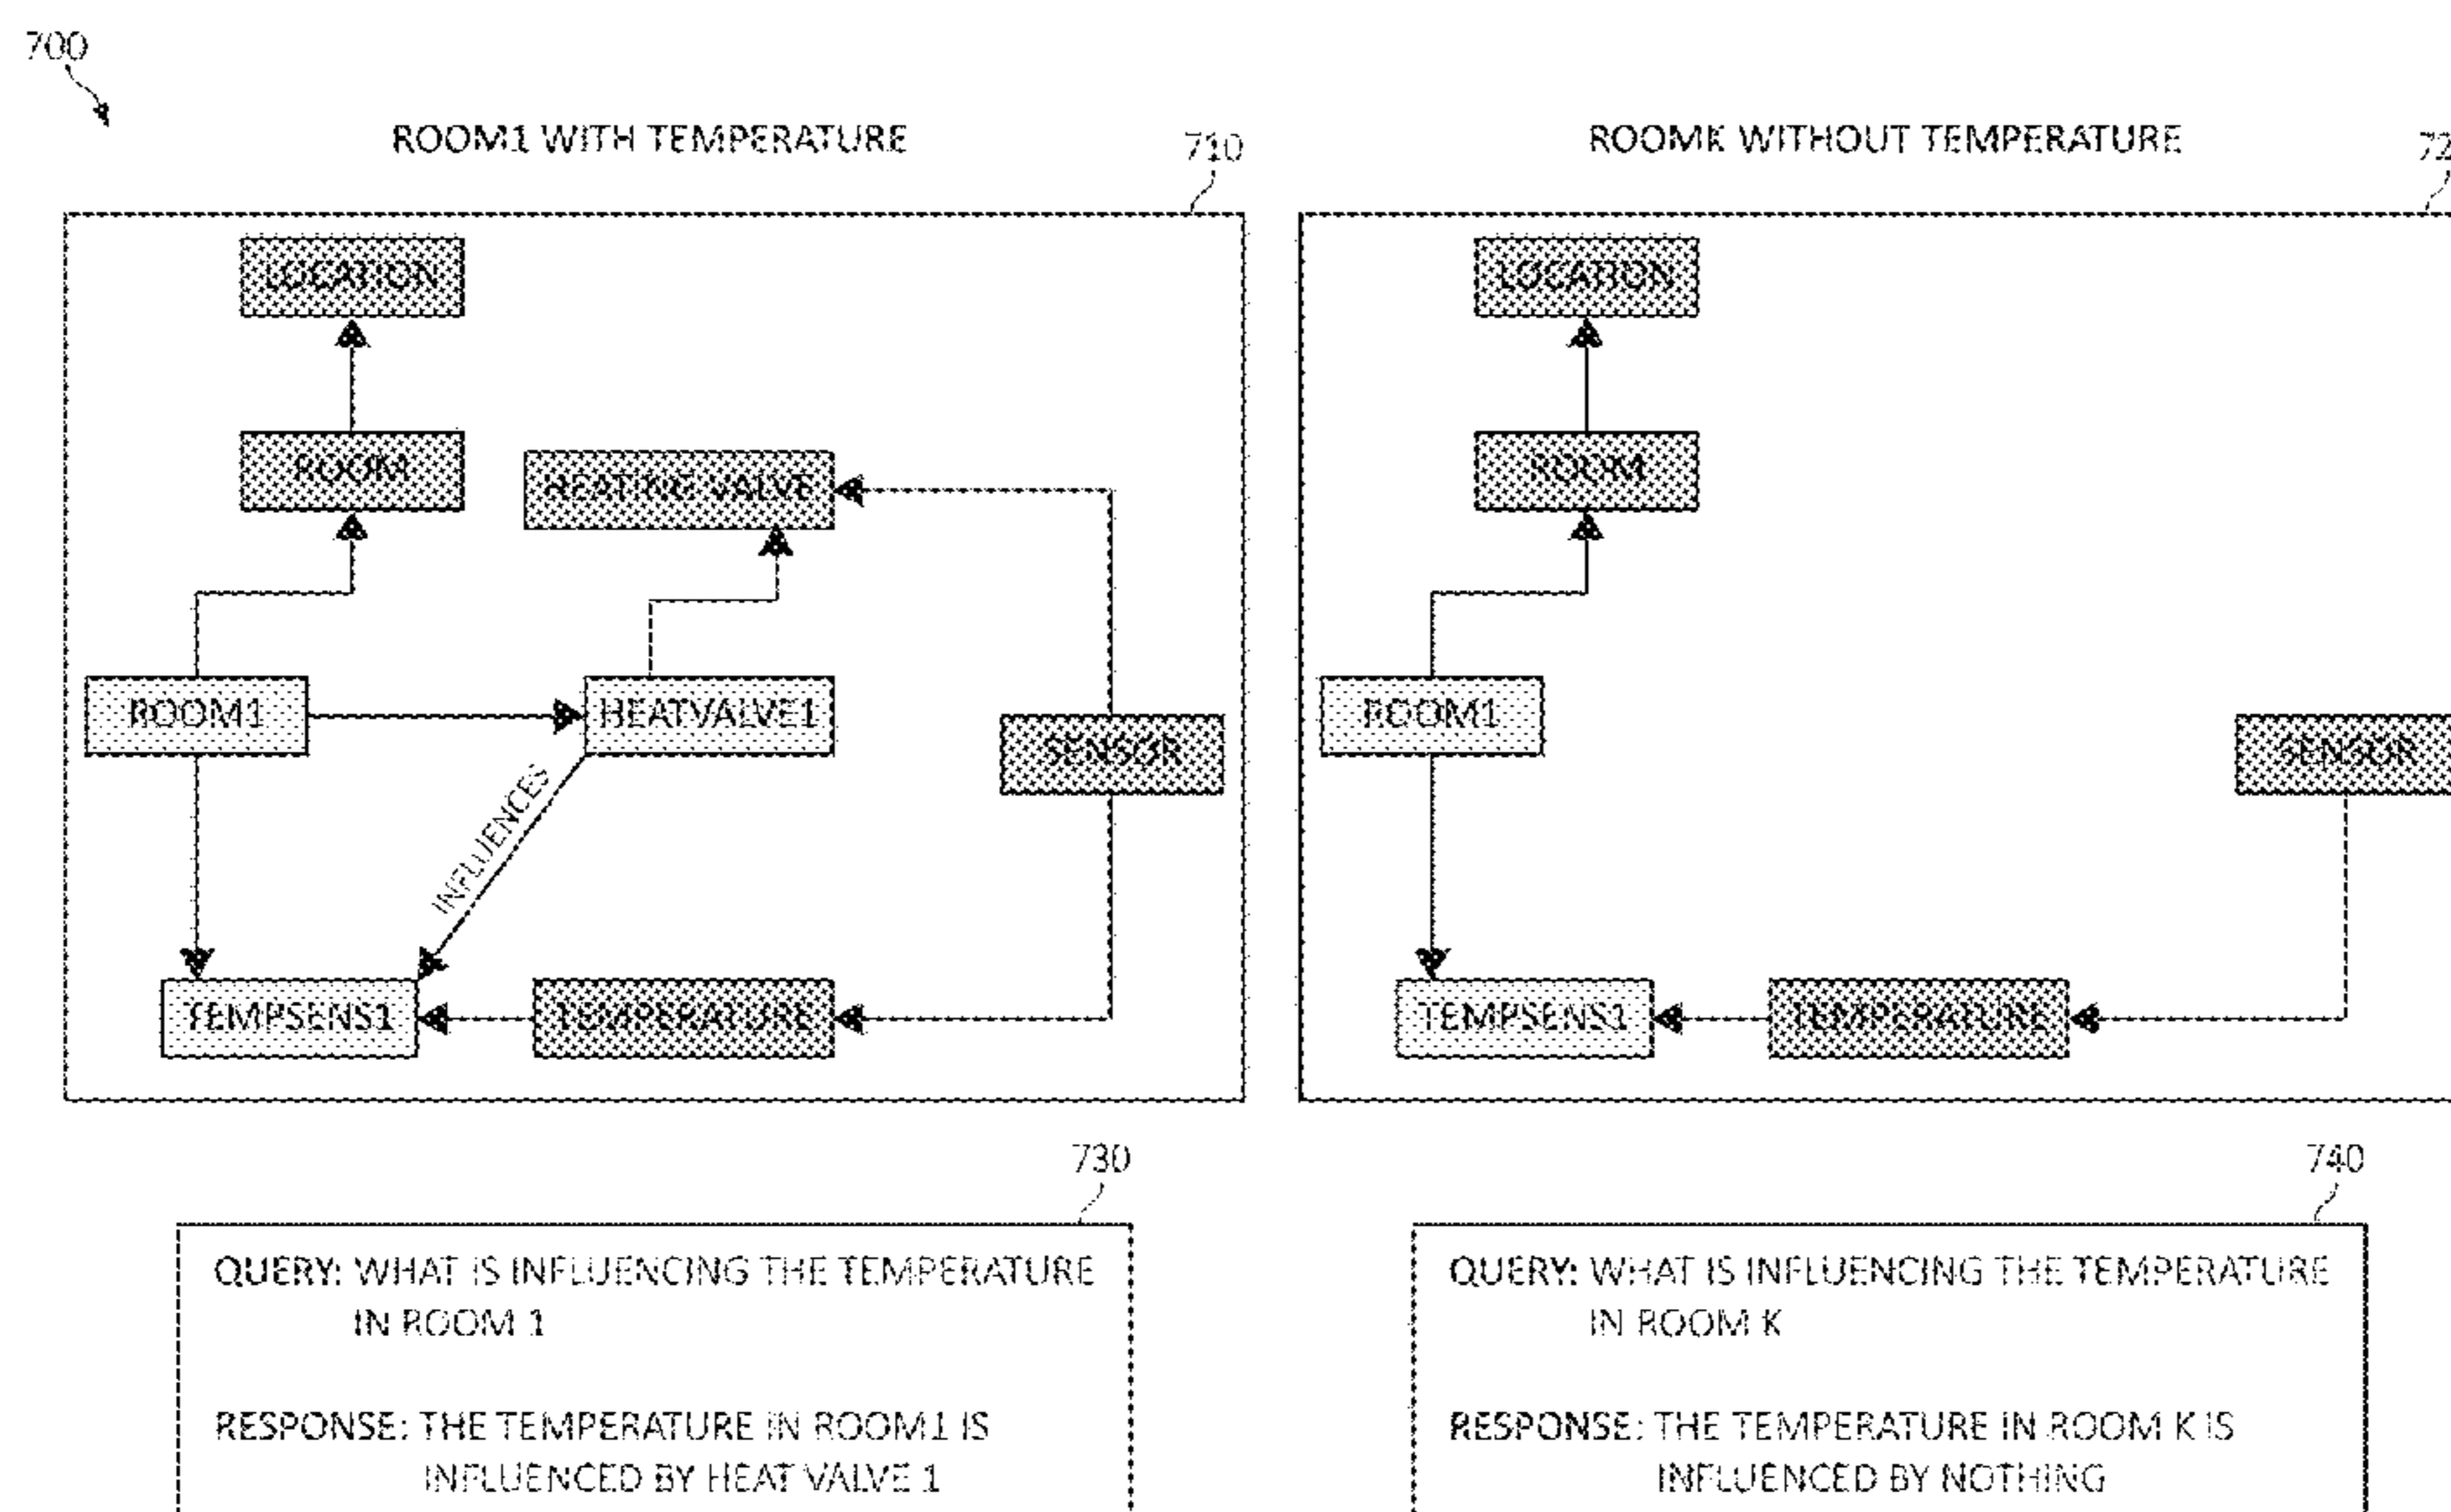 700
ROOM1 WITH TEMPERATURE
710
LOCATION
ROOM
HEATING VALVE
ROOM1
HEATVALVE1
SENSOR
INFLUENCES
TEMPSENS1
TEMPERATURE
ROOMK WITHOUT TEMPERATURE
72
LOCATION
ROOM
ROOM1
SENSOR
TEMPSENS1
TEMPERATURE
730
QUERY: WHAT IS INFLUENCING THE TEMPERATURE
IN ROOM 1
RESPONSE: THE TEMPERATURE IN ROOM1 IS
INFLUENCED BY HEAT VALVE 1
740
QUERY: WHAT IS INFLUENCING THE TEMPERATURE
IN ROOM K
RESPONSE: THE TEMPERATURE IN ROOM K IS
INFLUENCED BY NOTHING